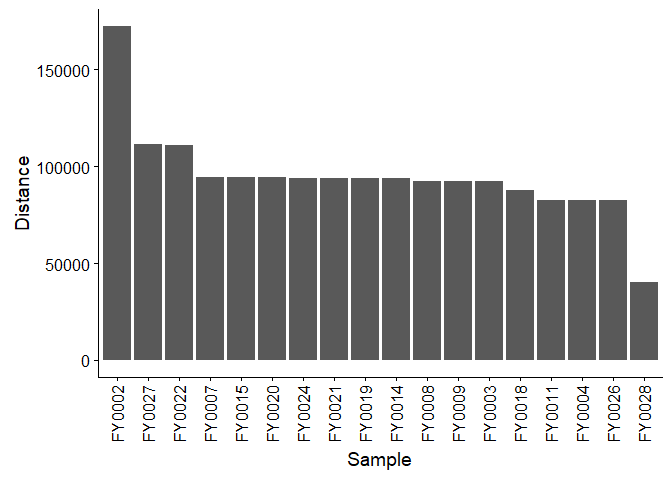 150000
100000
50000
0
Distance
FY0002
FY0027
FY0022
FY0007
FY0015
FY0020
FY0024
FY0021
FY0019
FY0014
FY0008
FY0009
FY0003
FY0018
FY0011
FY0004
FY0026
FY0028
Sample